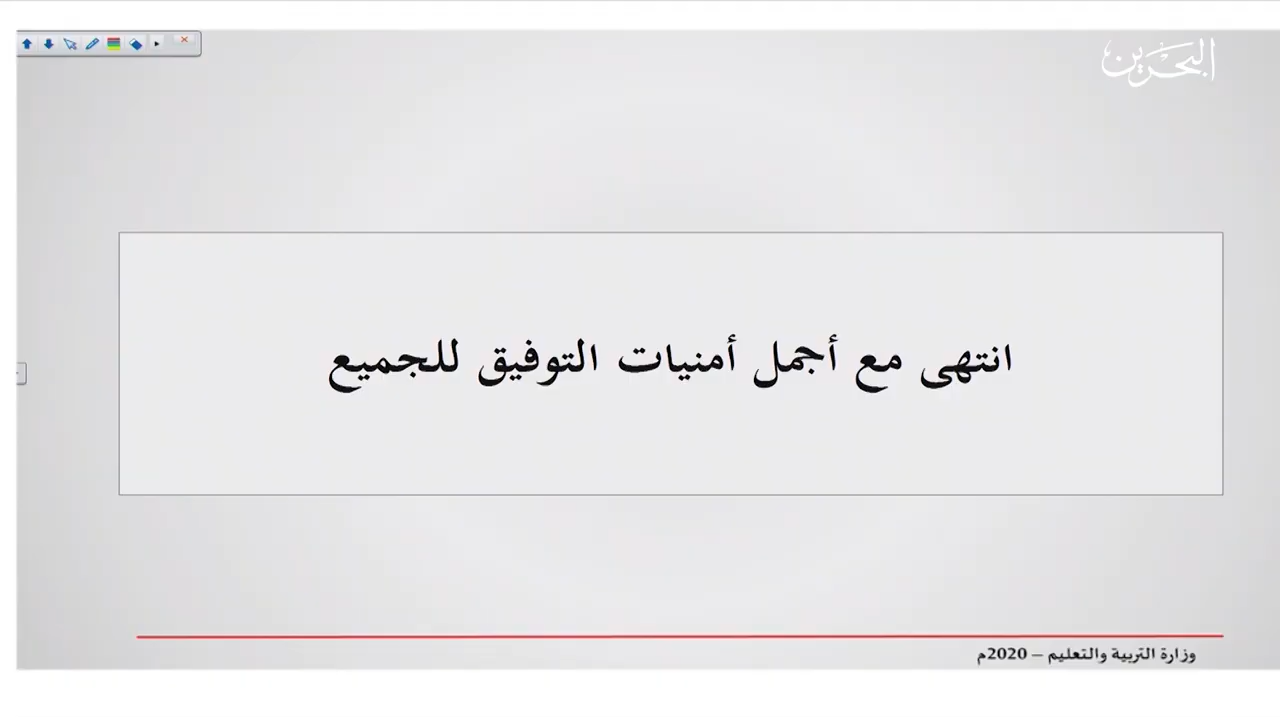 البحرين
انتهى مع أجمل أمنيات التوفيق للجميع
وزارة التربية والتعليم – 2020م